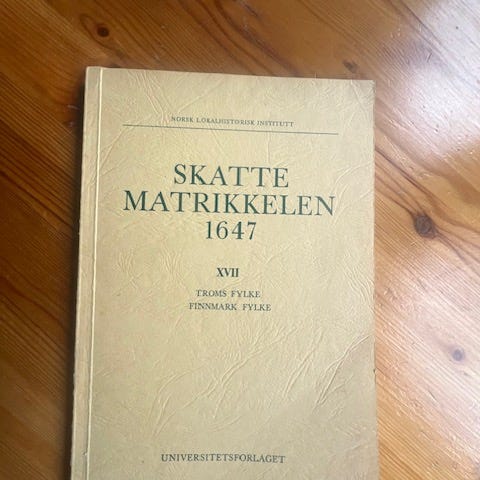 NORSK LOKALHISTORISK INSTITUTT
SKATTE
MATRIKKELEN
1647
XVII
TROMS FYLKE
FINNMARK FYLKE
UNIVERSITETSFORLAGET